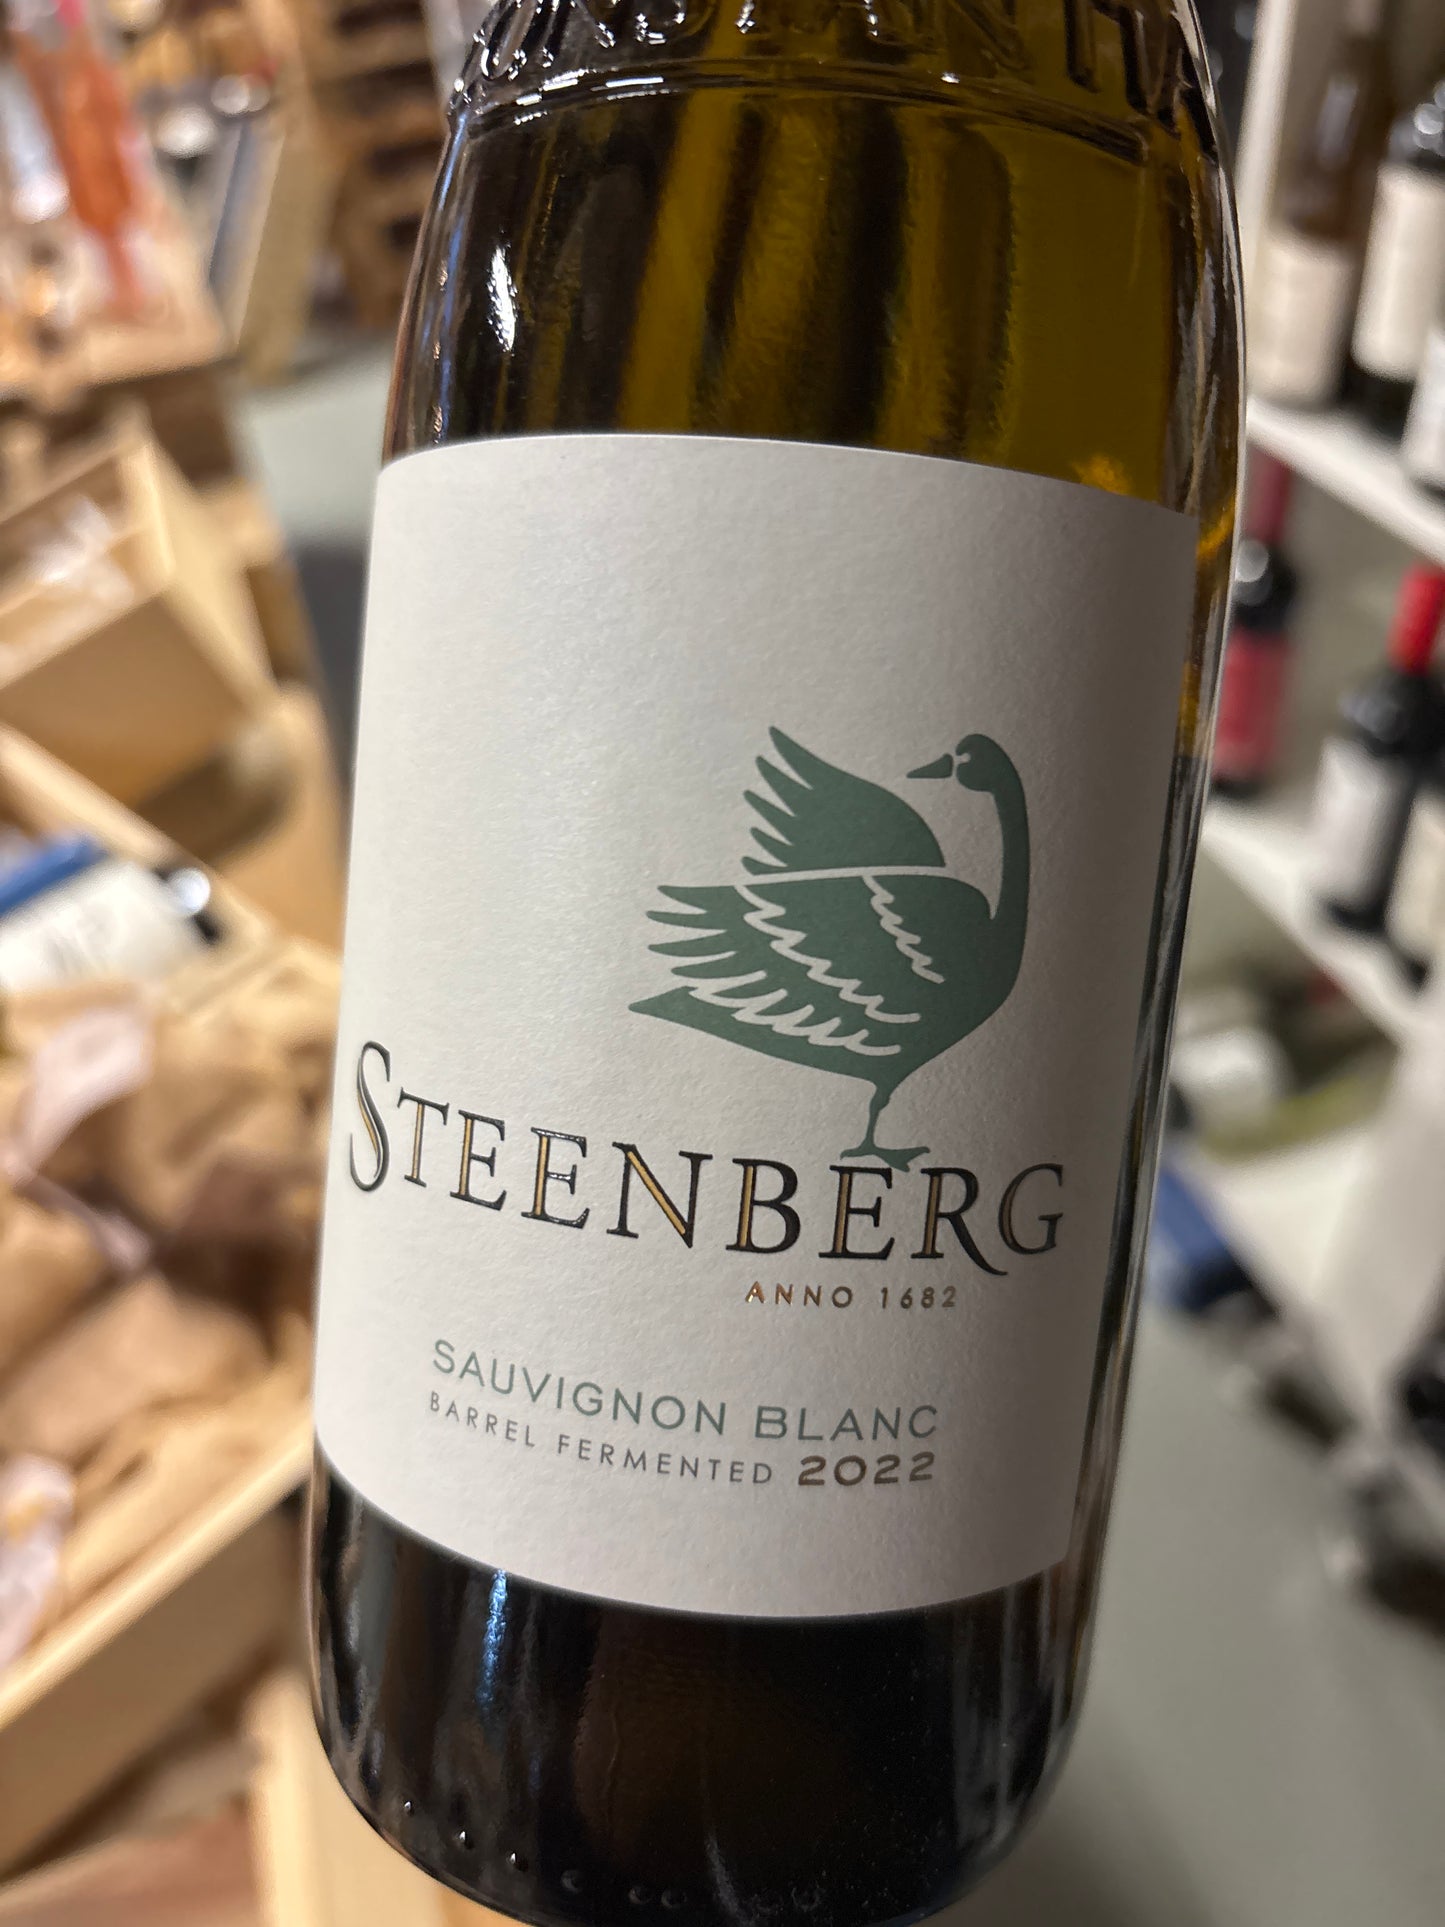 STEENBERG
ANNO 1682
SAUVIGNON BLANC
BARREL FERMENTED 2022